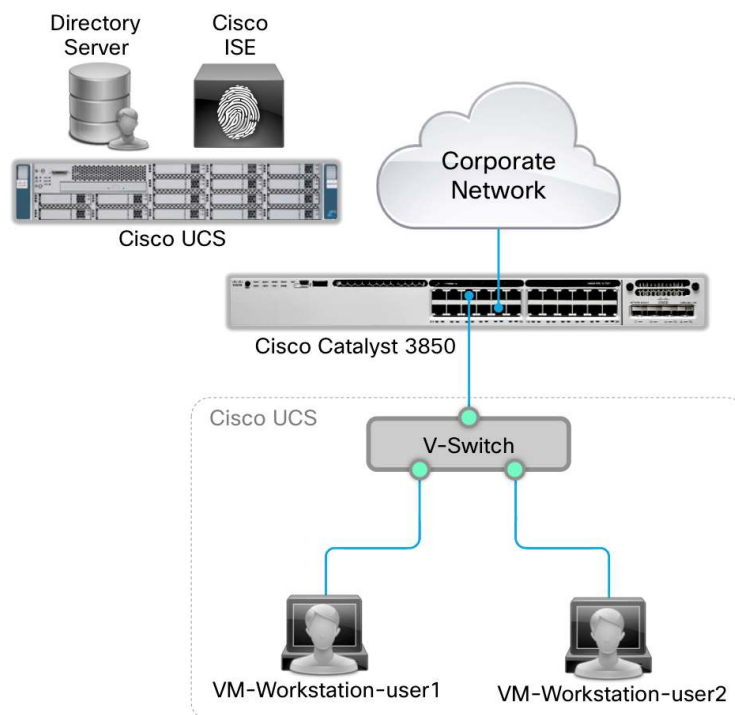 Directory
Server
Cisco
ISE
Cisco UCS
Corporate
Network
Cisco Catalyst 3850
Cisco UCS
V-Switch
VM-Workstation-user1
VM-Workstation-user2